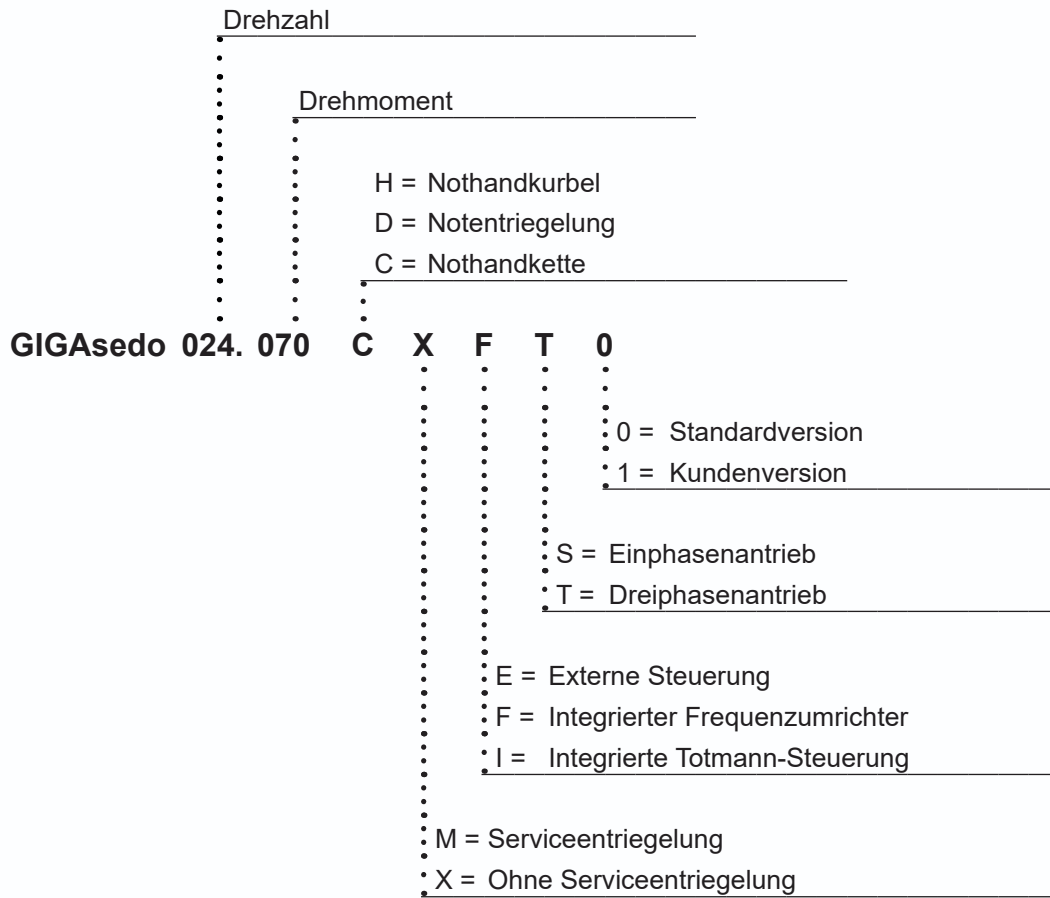 Drehzahl
Drehmoment
H = Nothandkurbel
D = Notentriegelung
C = Nothandkette
GIGAsedo 024. 070 C X F T 0
0 = Standardversion
1 = Kundenversion
S = Einphasenantrieb
T = Dreiphasenantrieb
E = Externe Steuerung
F = Integrierter Frequenzumrichter
I = Integrierte Totmann-Steuerung
M = Serviceentriegelung
X = Ohne Serviceentriegelung